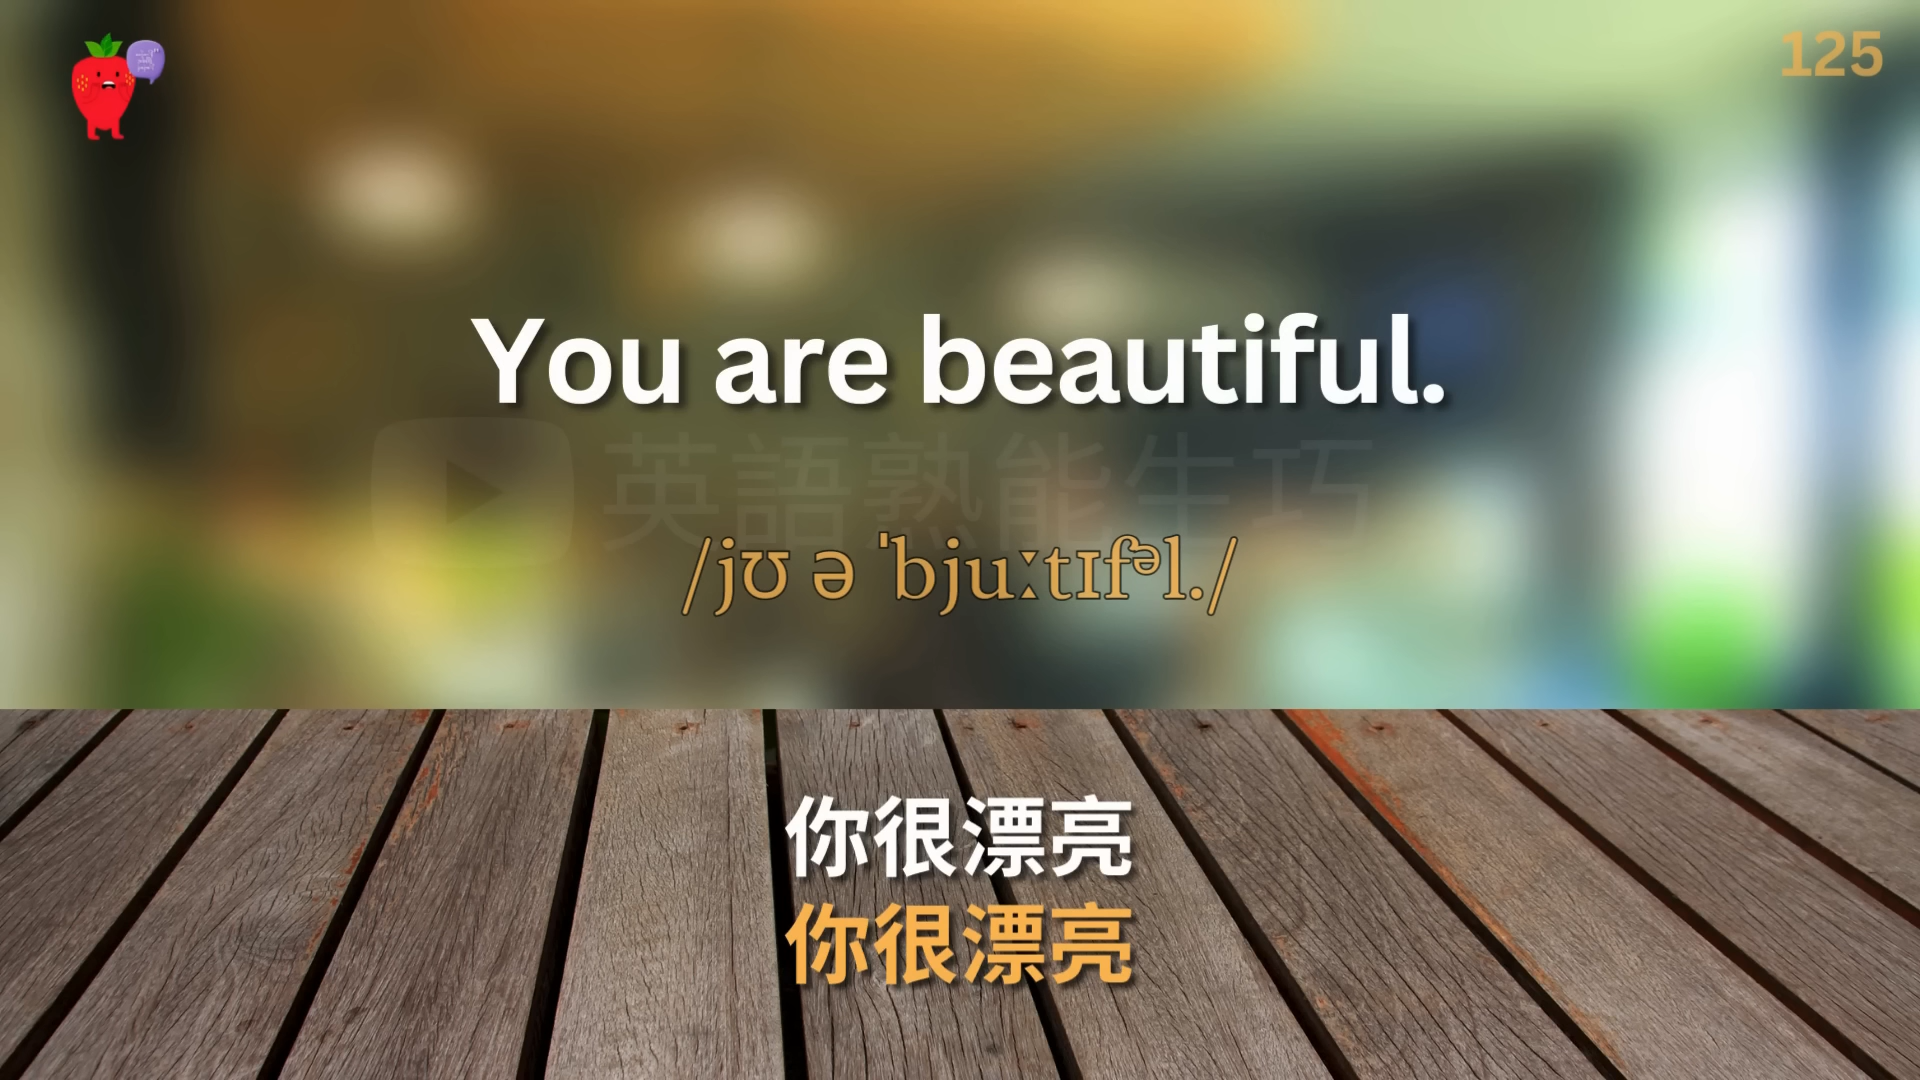 125
You are beautiful.
英語熟能生巧
/jʊ ə ˈbjuːtɪfᵊl./
你很漂亮
你很漂亮